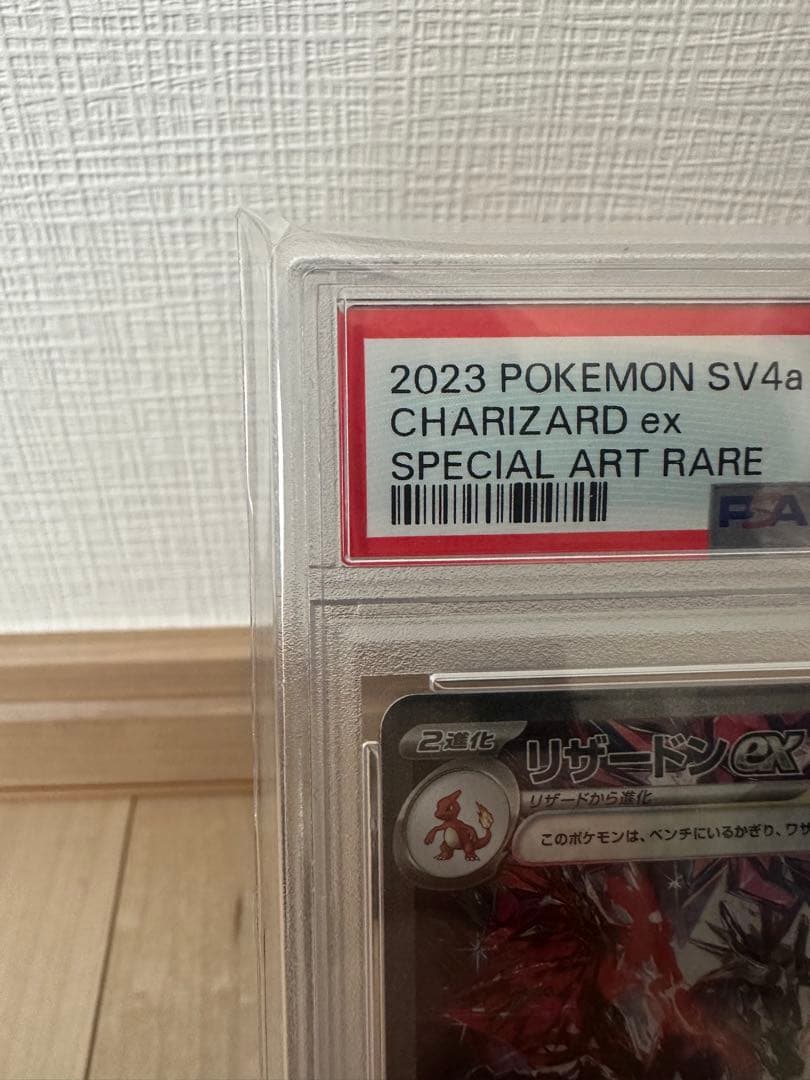 2023 POKEMON SV4a
CHARIZARD ex
SPECIAL ART RARE
PSA
2進化
リザードンex
リザードから進化
このポケモンは、ベンチにいるかぎり、ワザ